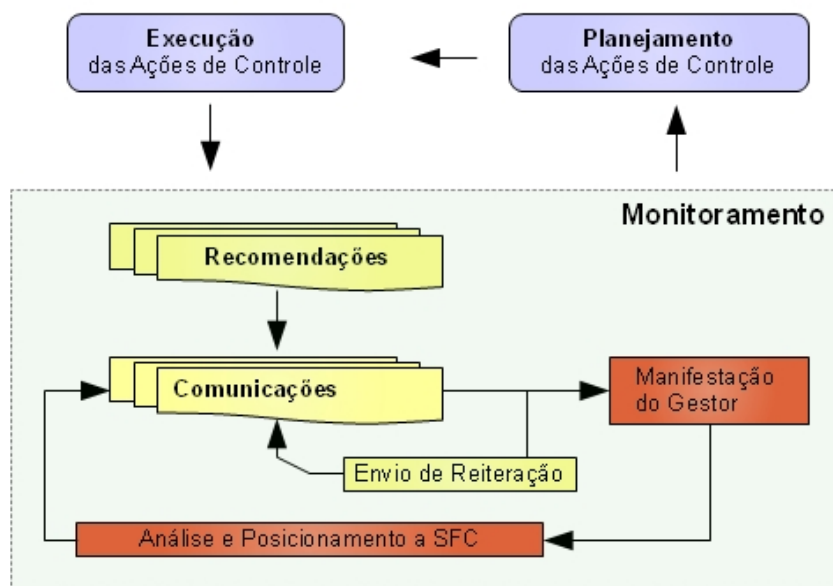 Execução
das Ações de Controle
Planejamento
das Ações de Controle
Monitoramento
Recomendações
Comunicações
Manifestação
do Gestor
Envio de Reiteração
Análise e Posicionamento a SFC